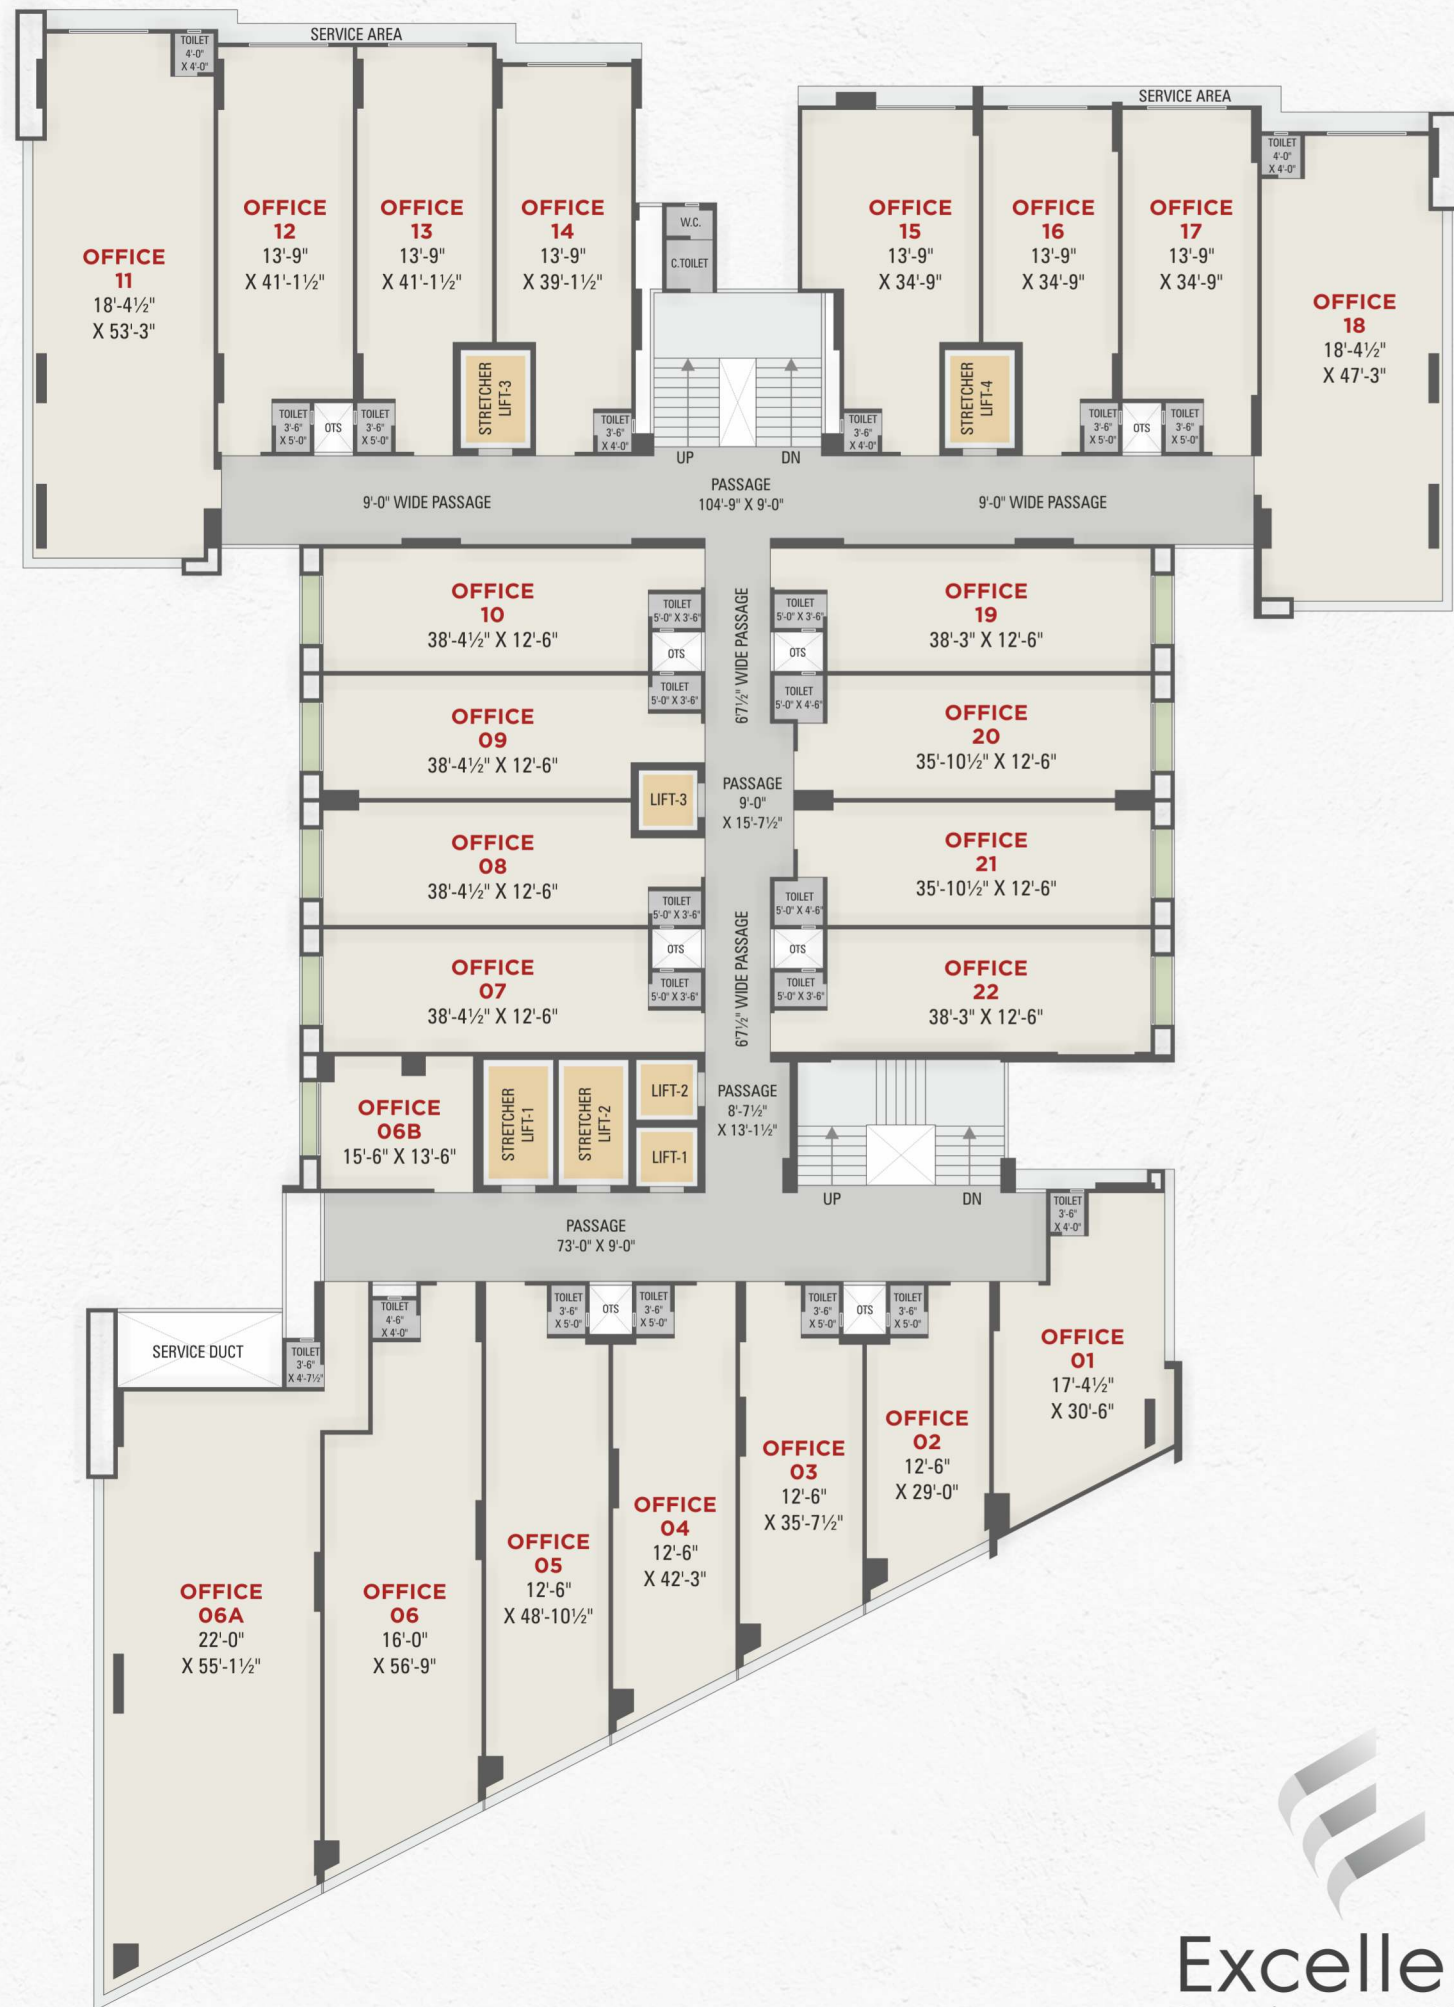 SERVICE AREA
TOILET
4'-0"
X 4'-0"
OFFICE
11
18'-4½"
X 53'-3"
OFFICE
12
13'-9"
X 41'-1½"
OFFICE
13
13'-9"
X 41'-1½"
OFFICE
14
13'-9"
X 39'-1½"
W.C.
C.TOILET
SERVICE AREA
OFFICE
15
13'-9"
X 34'-9"
OFFICE
16
13'-9"
X 34'-9"
OFFICE
17
13'-9"
X 34'-9"
TOILET
4'-0"
X 4'-0"
OFFICE
18
18'-4½"
X 47'-3"
TOILET
3'-6"
X 5'-0"
OTS
TOILET
3'-6"
X 5'-0"
STRETCHER
LIFT-3
TOILET
3'-6"
X 4'-0"
UP
DN
TOILET
3'-6"
X 4'-0"
STRETCHER
LIFT-4
TOILET
3'-6"
X 5'-0"
OTS
TOILET
3'-6"
X 5'-0"
9'-0" WIDE PASSAGE
PASSAGE
104'-9" X 9'-0"
9'-0" WIDE PASSAGE
OFFICE
10
38'-4½" X 12'-6"
TOILET
5'-0" X 3'-6"
OTS
6'7½" WIDE PASSAGE
TOILET
5'-0" X 3'-6"
OTS
OFFICE
19
38'-3" X 12'-6"
OFFICE
09
38'-4½" X 12'-6"
TOILET
5'-0" X 3'-6"
TOILET
5'-0" X 4'-6"
OFFICE
20
35'-10½" X 12'-6"
LIFT-3
PASSAGE
9'-0"
X 15'-7½"
OFFICE
08
38'-4½" X 12'-6"
TOILET
5'-0" X 3'-6"
OTS
6'7½" WIDE PASSAGE
TOILET
5'-0" X 4'-6"
OTS
OFFICE
21
35'-10½" X 12'-6"
OFFICE
07
38'-4½" X 12'-6"
TOILET
5'-0" X 3'-6"
TOILET
5'-0" X 3'-6"
OFFICE
22
38'-3" X 12'-6"
OFFICE
06B
15'-6" X 13'-6"
STRETCHER
LIFT-1
STRETCHER
LIFT-2
LIFT-2
LIFT-1
PASSAGE
8'-7½"
X 13'-1½"
UP
DN
PASSAGE
73'-0" X 9'-0"
TOILET
3'-6"
X 4'-0"
SERVICE DUCT
TOILET
3'-6"
X 4'-7½"
TOILET
4'-6"
X 4'-0"
TOILET
3'-6"
X 5'-0"
OTS
TOILET
3'-6"
X 5'-0"
TOILET
3'-6"
X 5'-0"
OTS
TOILET
3'-6"
X 5'-0"
OFFICE
01
17'-4½"
X 30'-6"
OFFICE
02
12'-6"
X 29'-0"
OFFICE
03
12'-6"
X 35'-7½"
OFFICE
04
12'-6"
X 42'-3"
OFFICE
05
12'-6"
X 48'-10½"
OFFICE
06
16'-0"
X 56'-9"
OFFICE
06A
22'-0"
X 55'-1½"
Excelle